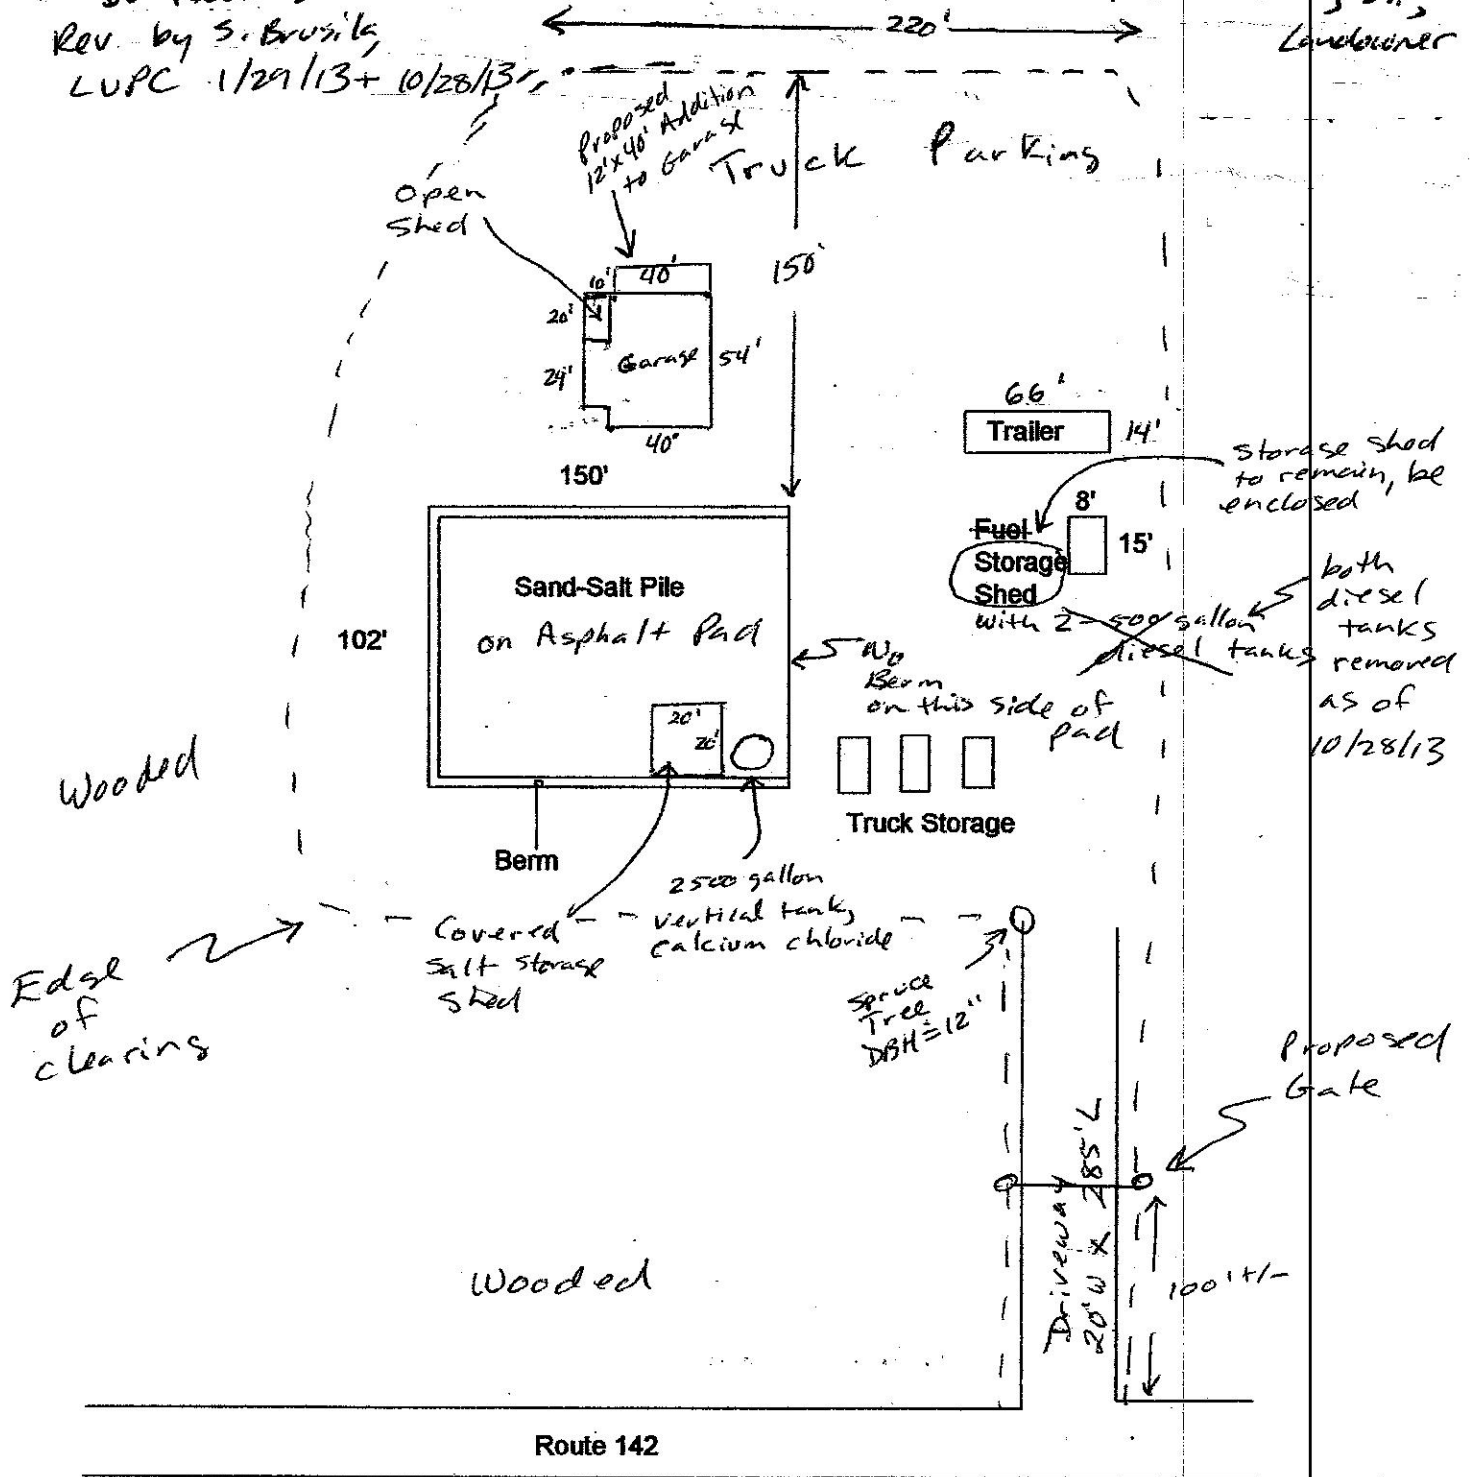 Rev. by S. Brusila,
LUPC 1/29/13 + 10/28/13
220'
Landowner
Proposed
12'x40' Addition
to Garage
Truck Parking
Open
Shed
150'
10'
40'
20'
24'
Garage
54'
40'
66'
Trailer
14'
Storage shed
to remain, be
enclosed
150'
8'
15'
Fuel
Storage
Shed
with 2-500 gallon
diesel tanks
both
diesel
tanks
removed
as of
10/28/13
Sand-Salt Pile
on Asphalt Pad
102'
No
Berm
on this side of
pad
20'
20'
Wooded
Truck Storage
Berm
2500 gallon
vertical tank,
calcium chloride
Covered
Salt Storage
Shed
Edge
of
clearing
Spruce
Tree
DBH=12"
Proposed
Gate
Driveway
20'W x 285'L
100'+/-
Wooded
Route 142